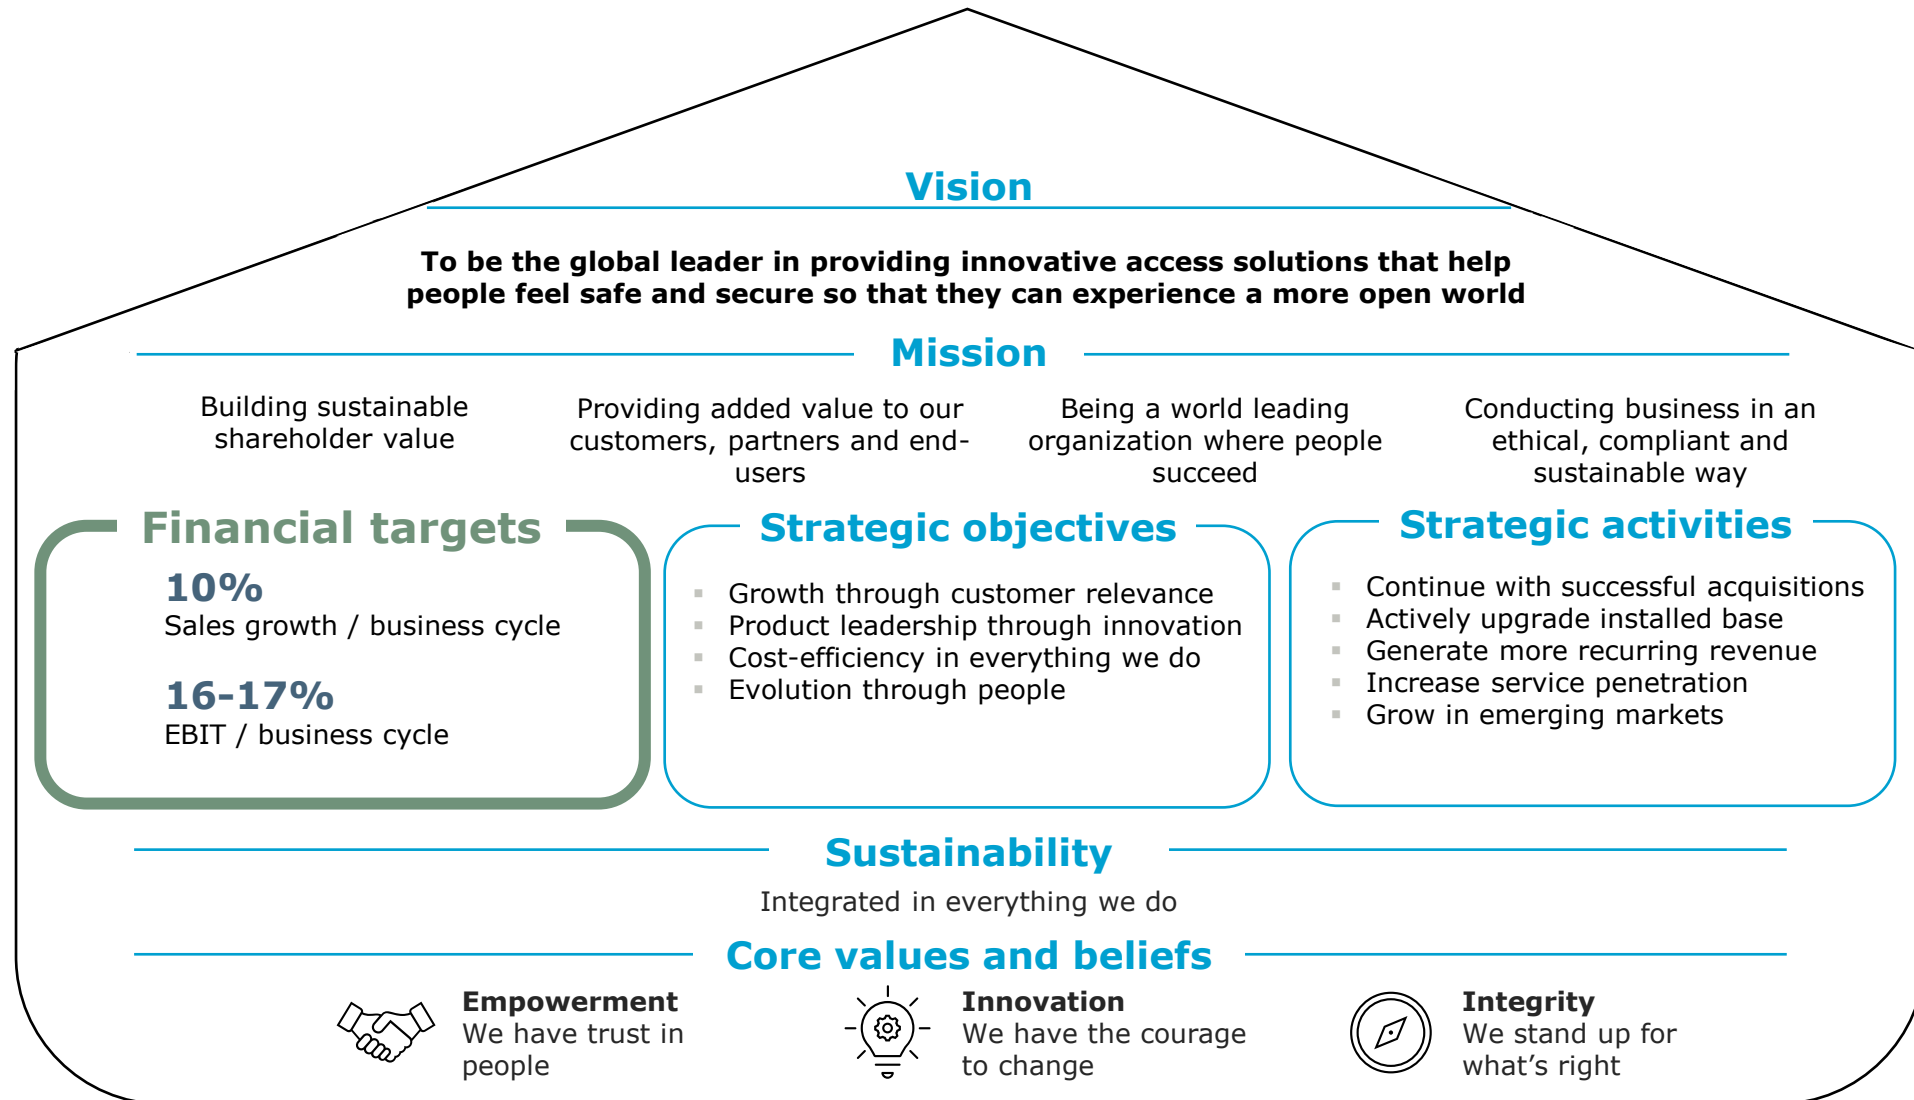 Vision
To be the global leader in providing innovative access solutions that help
people feel safe and secure so that they can experience a more open world
Mission
Building sustainable
shareholder value
Providing added value to our
customers, partners and end-
users
Being a world leading
organization where people
succeed
Conducting business in an
ethical, compliant and
sustainable way
Financial targets
10%
Sales growth / business cycle
16-17%
EBIT / business cycle
Strategic objectives
▪ Growth through customer relevance
▪ Product leadership through innovation
▪ Cost-efficiency in everything we do
▪ Evolution through people
Strategic activities
▪ Continue with successful acquisitions
▪ Actively upgrade installed base
▪ Generate more recurring revenue
▪ Increase service penetration
▪ Grow in emerging markets
Sustainability
Integrated in everything we do
Core values and beliefs
Empowerment
We have trust in
people
Innovation
We have the courage
to change
Integrity
We stand up for
what’s right